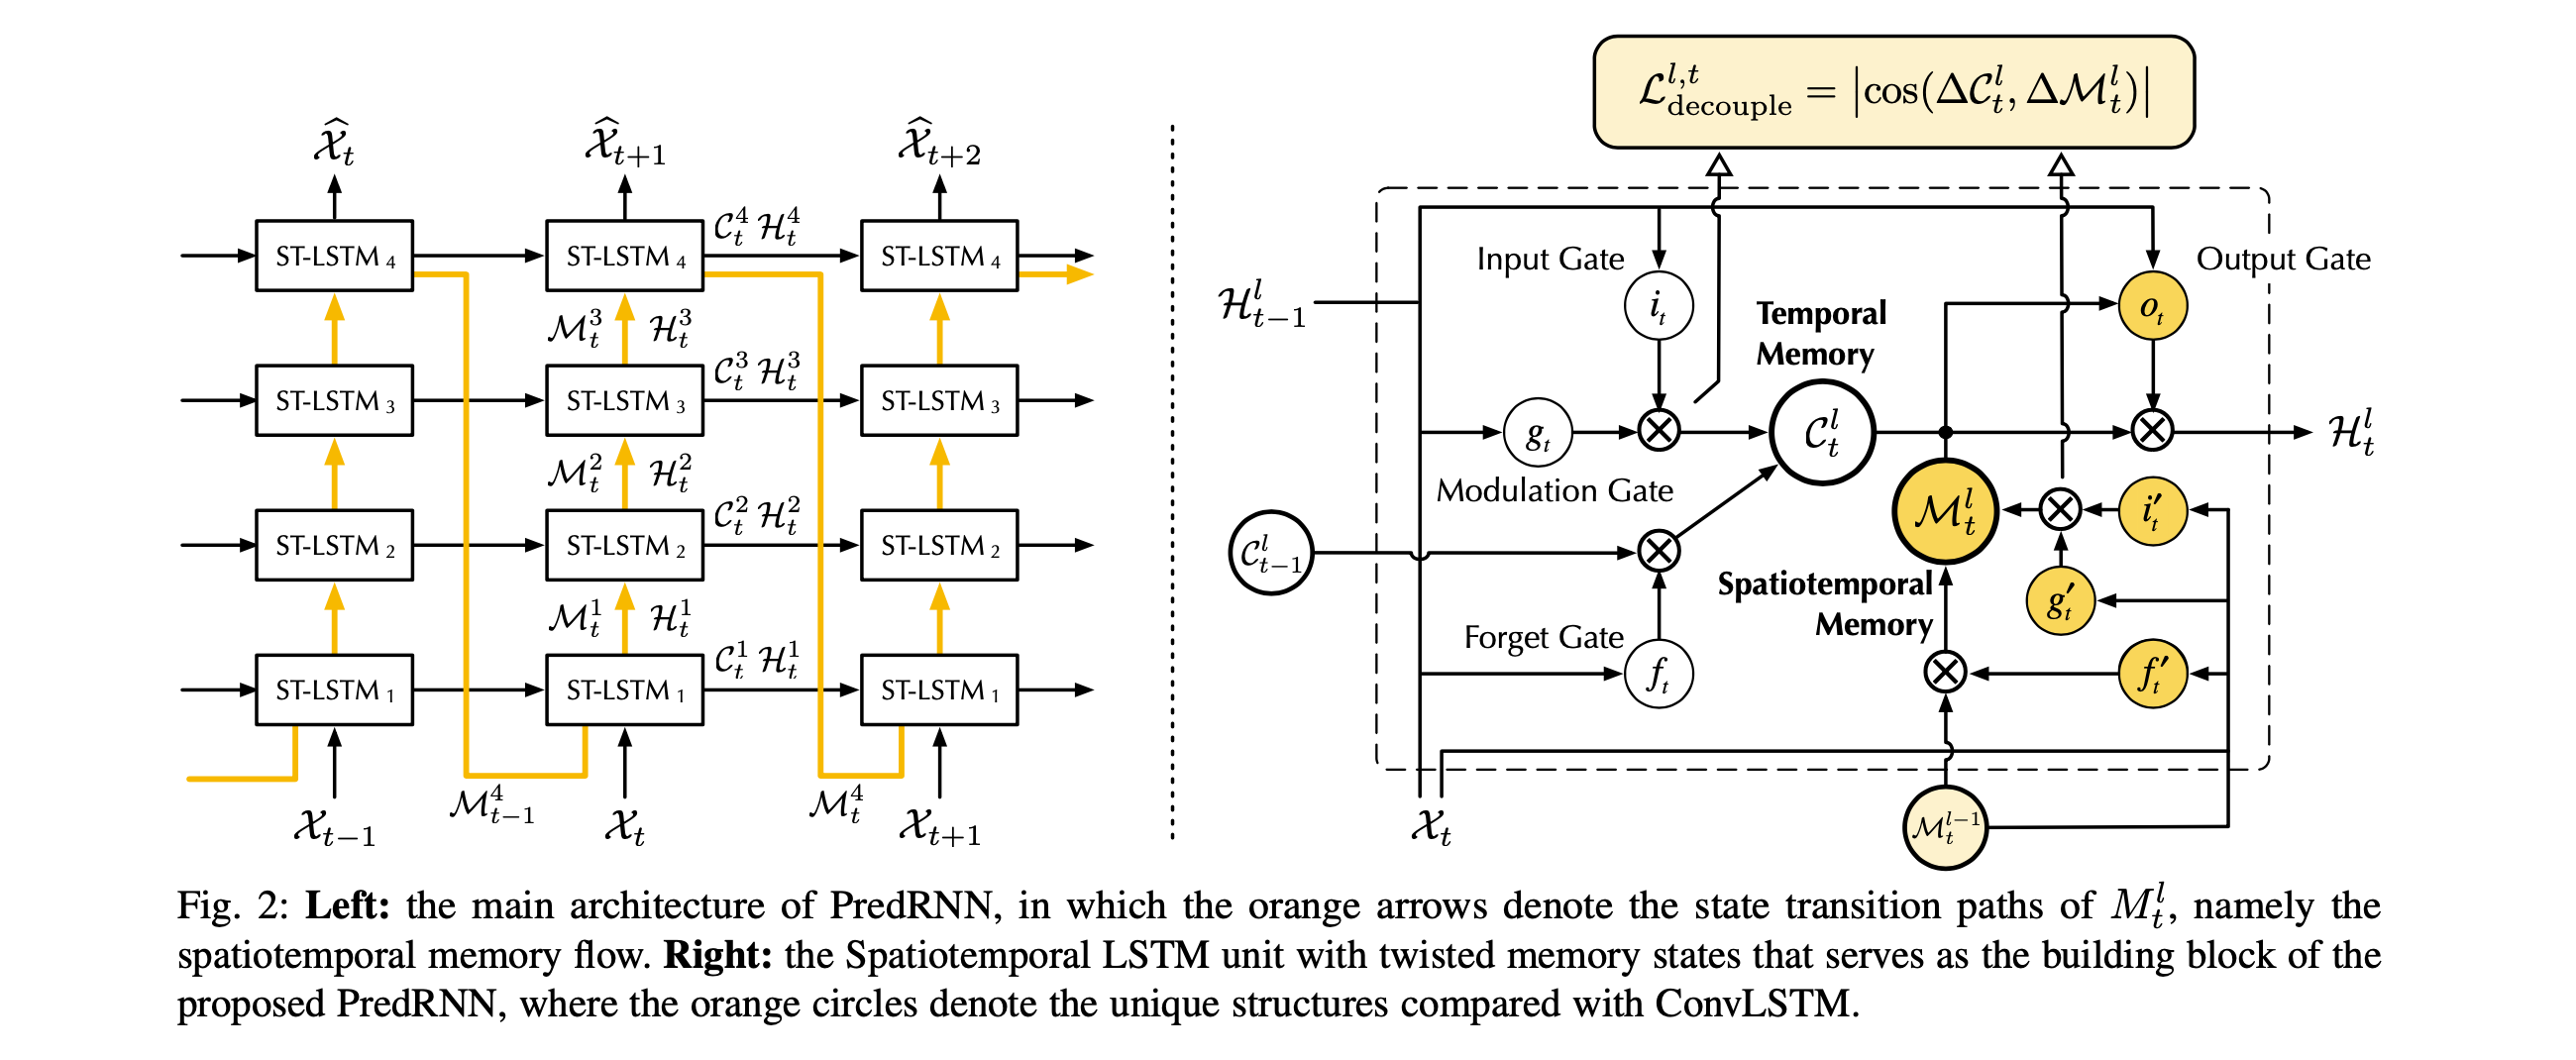 $\widehat{\mathcal{X}}_t$ $\widehat{\mathcal{X}}_{t+1}$ $\widehat{\mathcal{X}}_{t+2}$
ST-LSTM 4 ST-LSTM 4 $\mathcal{C}_t^4$ $\mathcal{H}_t^4$ ST-LSTM 4
$\mathcal{M}_t^3$ $\mathcal{H}_t^3$
ST-LSTM 3 ST-LSTM 3 $\mathcal{C}_t^3$ $\mathcal{H}_t^3$ ST-LSTM 3
$\mathcal{M}_t^2$ $\mathcal{H}_t^2$
ST-LSTM 2 ST-LSTM 2 $\mathcal{C}_t^2$ $\mathcal{H}_t^2$ ST-LSTM 2
$\mathcal{M}_t^1$ $\mathcal{H}_t^1$
ST-LSTM 1 ST-LSTM 1 $\mathcal{C}_t^1$ $\mathcal{H}_t^1$ ST-LSTM 1
$\mathcal{M}_{t-1}^4$ $\mathcal{M}_t^4$
$\mathcal{X}_{t-1}$ $\mathcal{X}_t$ $\mathcal{X}_{t+1}$
$\mathcal{L}_{\text{decouple}}^{l,t} = |\cos(\Delta\mathcal{C}_t^l, \Delta\mathcal{M}_t^l)|$
Input Gate
Output Gate
$\mathcal{H}_{t-1}^l$
$i_t$
Temporal
Memory
$o_t$
$g_t$
$\mathcal{C}_t^l$
$\mathcal{H}_t^l$
Modulation Gate
$\mathcal{M}_t^l$
$i_t'$
$\mathcal{C}_{t-1}^l$
Spatiotemporal
Memory
$g_t'$
Forget Gate
$f_t$
$f_t'$
$\mathcal{X}_t$
$\mathcal{M}_t^{l-1}$
Fig. 2: Left: the main architecture of PredRNN, in which the orange arrows denote the state transition paths of $M_t^l$, namely the
spatiotemporal memory flow. Right: the Spatiotemporal LSTM unit with twisted memory states that serves as the building block of the
proposed PredRNN, where the orange circles denote the unique structures compared with ConvLSTM.